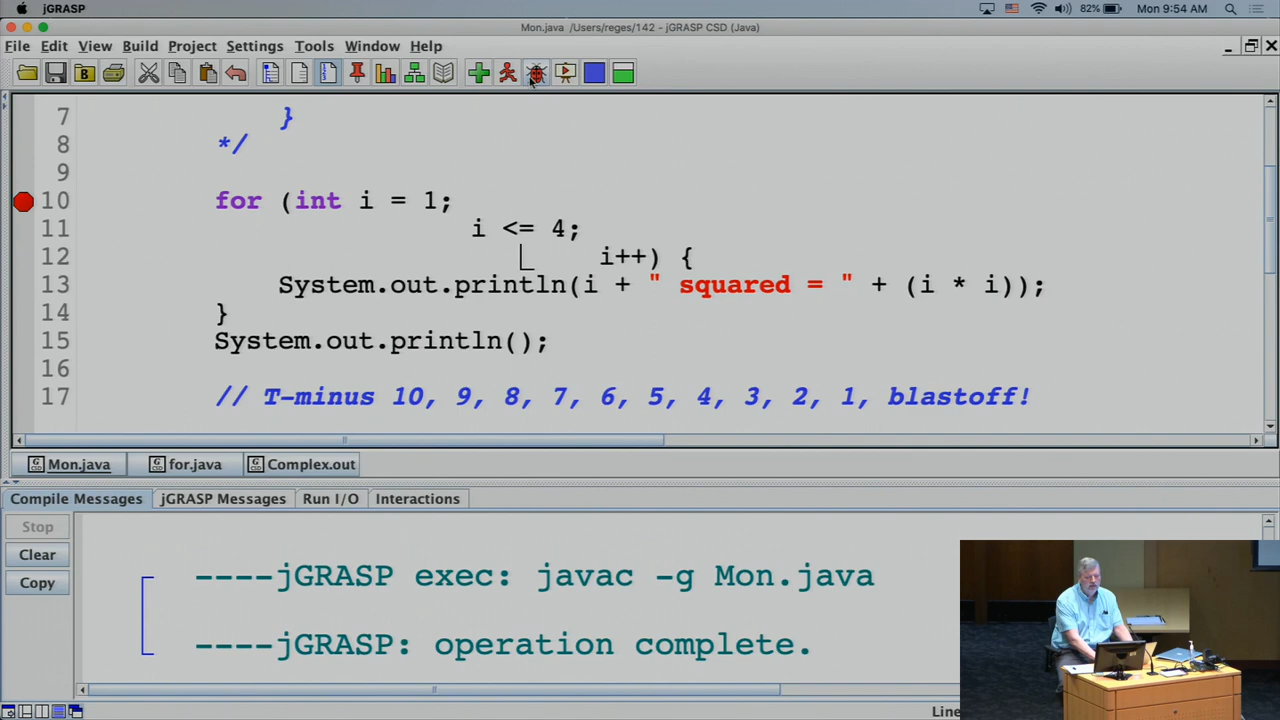 jGRASP 82% Mon 9:54 AM
Mon.java /Users/reges/142 - jGRASP CSD (Java)
File Edit View Build Project Settings Tools Window Help
B
7 }
8 */
9
10 for (int i = 1;
11 i <= 4;
12 i++) {
13 System.out.println(i + " squared = " + (i * i));
14 }
15 System.out.println();
16
17 // T-minus 10, 9, 8, 7, 6, 5, 4, 3, 2, 1, blastoff!
Mon.java for.java Complex.out
Compile Messages jGRASP Messages Run I/O Interactions
Stop
Clear
Copy
----jGRASP exec: javac -g Mon.java
----jGRASP: operation complete.
Line